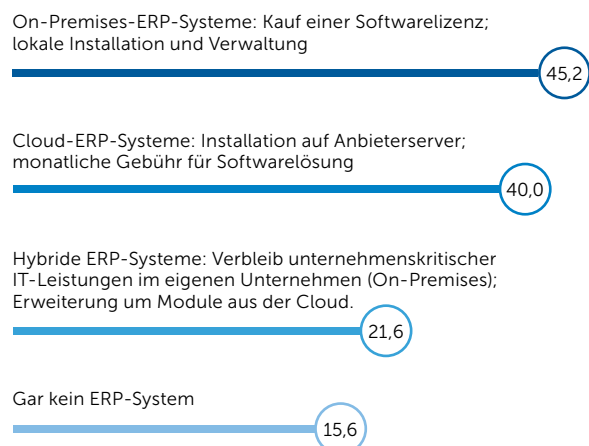 On-Premises-ERP-Systeme: Kauf einer Softwarelizenz;
lokale Installation und Verwaltung
45,2
Cloud-ERP-Systeme: Installation auf Anbieterserver;
monatliche Gebühr für Softwarelösung
40,0
Hybride ERP-Systeme: Verbleib unternehmenskritischer
IT-Leistungen im eigenen Unternehmen (On-Premises);
Erweiterung um Module aus der Cloud.
21,6
Gar kein ERP-System
15,6